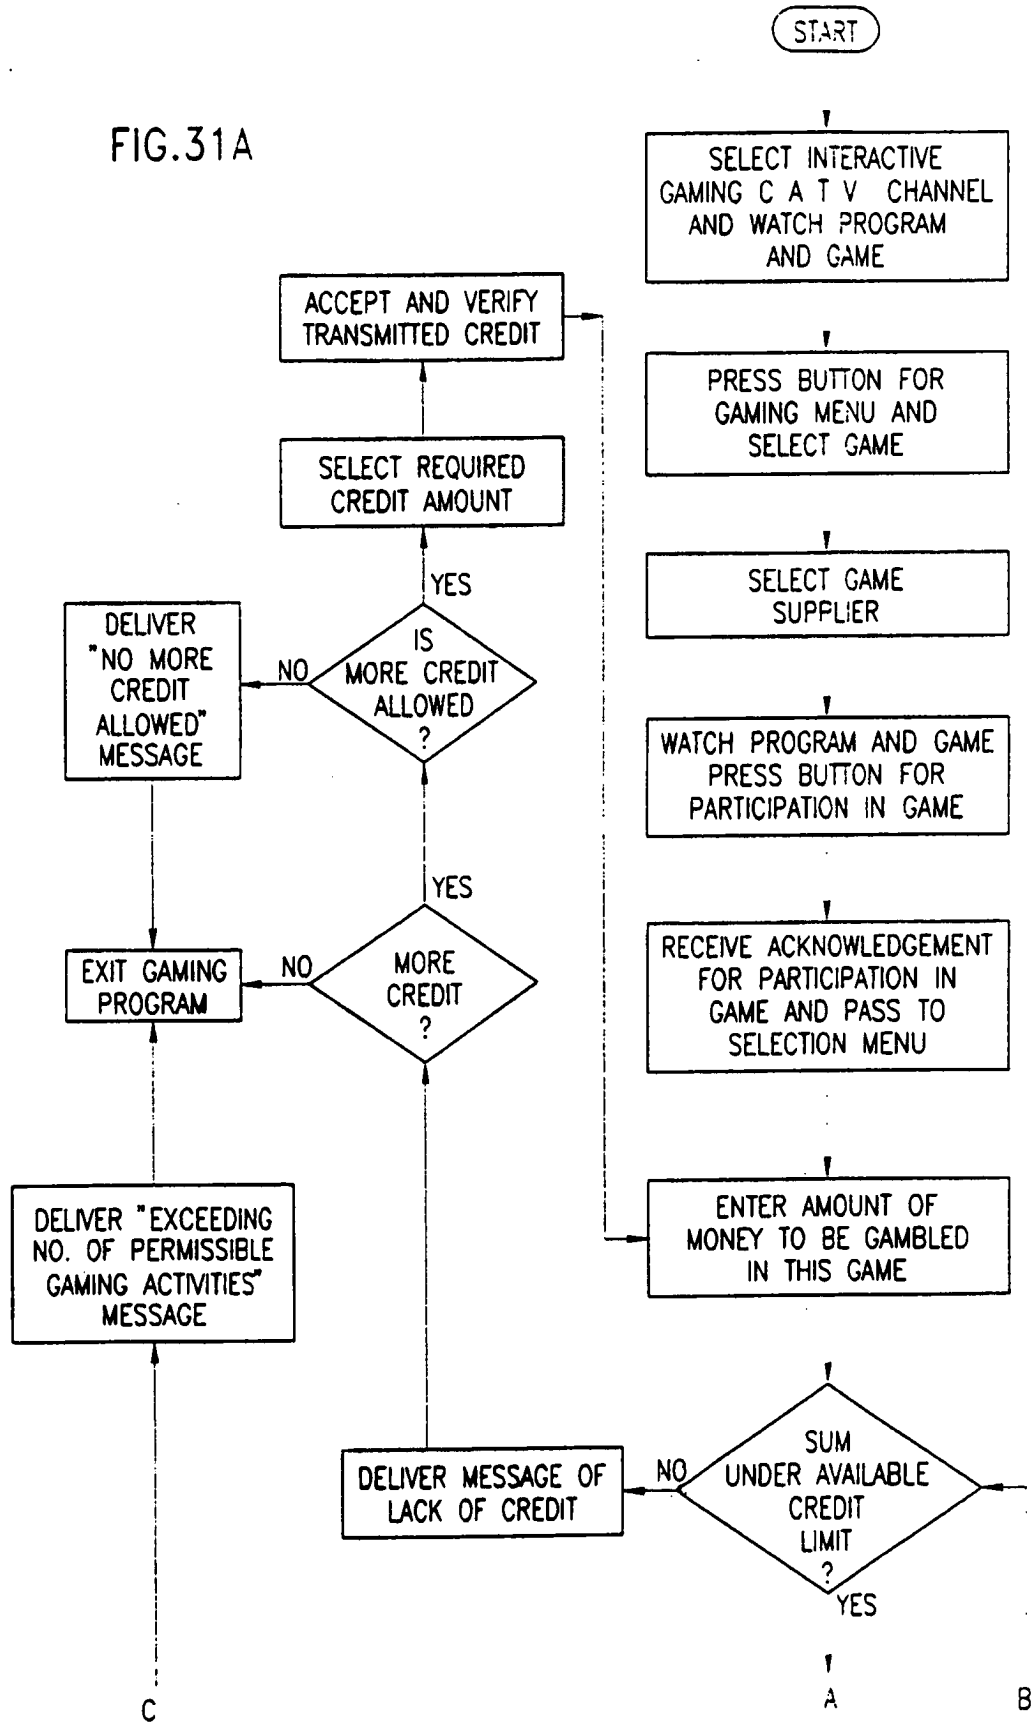 START
FIG.31A
SELECT INTERACTIVE
GAMING C A T V CHANNEL
AND WATCH PROGRAM
AND GAME
ACCEPT AND VERIFY
TRANSMITTED CREDIT
PRESS BUTTON FOR
GAMING MENU AND
SELECT GAME
SELECT REQUIRED
CREDIT AMOUNT
SELECT GAME
SUPPLIER
YES
DELIVER
"NO MORE
CREDIT
ALLOWED"
MESSAGE
NO
IS
MORE CREDIT
ALLOWED
?
WATCH PROGRAM AND GAME
PRESS BUTTON FOR
PARTICIPATION IN GAME
YES
EXIT GAMING
PROGRAM
NO
MORE
CREDIT
?
RECEIVE ACKNOWLEDGEMENT
FOR PARTICIPATION IN
GAME AND PASS TO
SELECTION MENU
DELIVER "EXCEEDING
NO. OF PERMISSIBLE
GAMING ACTIVITIES"
MESSAGE
ENTER AMOUNT OF
MONEY TO BE GAMBLED
IN THIS GAME
DELIVER MESSAGE OF
LACK OF CREDIT
NO
SUM
UNDER AVAILABLE
CREDIT
LIMIT
?
YES
C
A
B